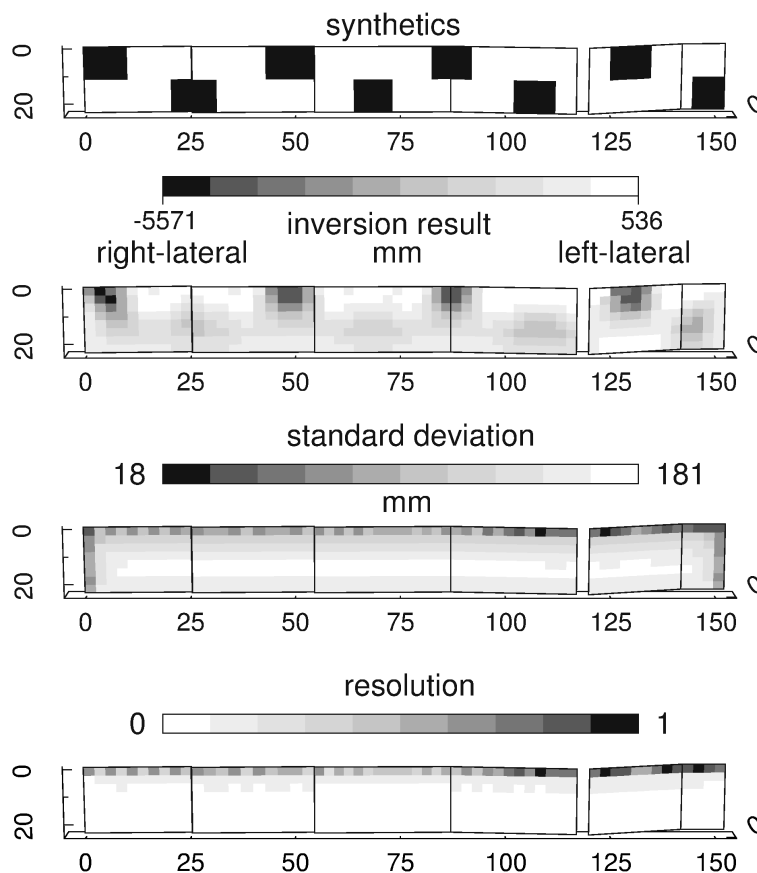 synthetics
0
20
0 25 50 75 100 125 150
-5571 inversion result 536
right-lateral mm left-lateral
0
20
0 25 50 75 100 125 150
standard deviation
18 181
mm
0
20
0 25 50 75 100 125 150
resolution
0 1
0
20
0 25 50 75 100 125 150